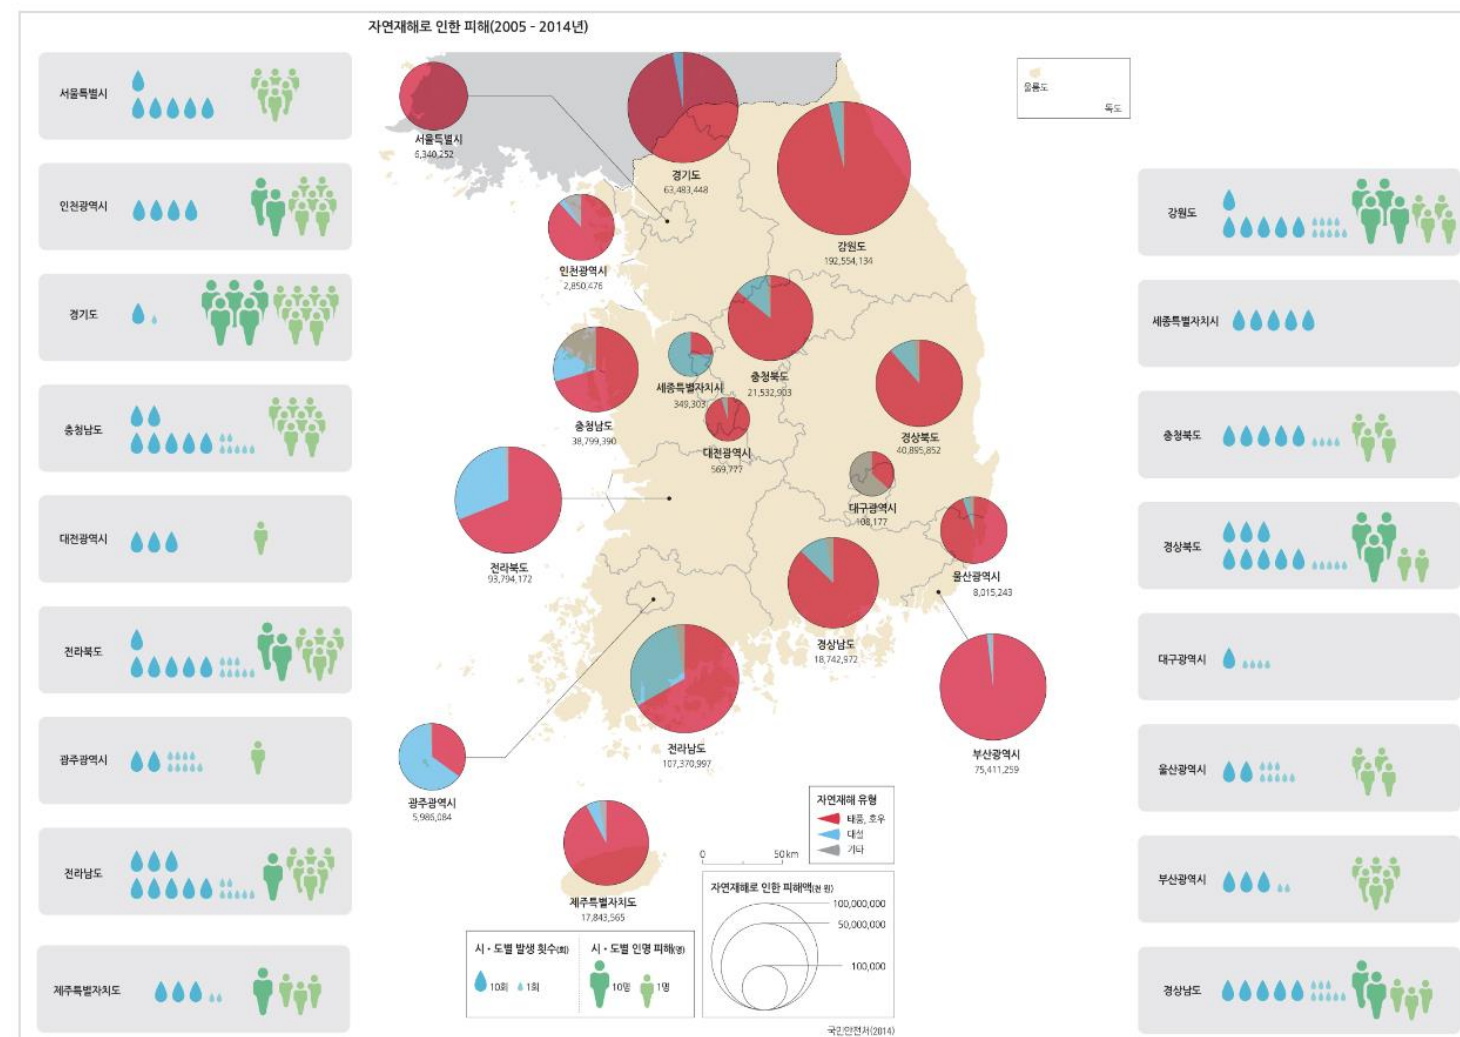 자연재해로 인한 피해(2005 - 2014년)
서울특별시
인천광역시
경기도
충청남도
대전광역시
전라북도
광주광역시
전라남도
제주특별자치도
서울특별시
6,340,252
경기도
63,483,448
강원도
192,554,134
인천광역시
2,850,476
충청남도
38,799,390
세종특별자치시
349,303
충청북도
21,532,903
대전광역시
569,777
경상북도
40,895,852
대구광역시
108,177
전라북도
93,794,172
울산광역시
8,015,243
경상남도
18,742,972
전라남도
107,370,997
부산광역시
75,411,259
광주광역시
5,986,084
제주특별자치도
17,843,565
울릉도
독도
강원도
세종특별자치시
충청북도
경상북도
대구광역시
울산광역시
부산광역시
경상남도
자연재해 유형
태풍, 호우
대설
기타
0 50km
자연재해로 인한 피해액(천 원)
100,000,000
50,000,000
100,000
시·도별 발생 횟수(회)
10회 1회
시·도별 인명 피해(명)
10명 1명
국민안전처(2014)